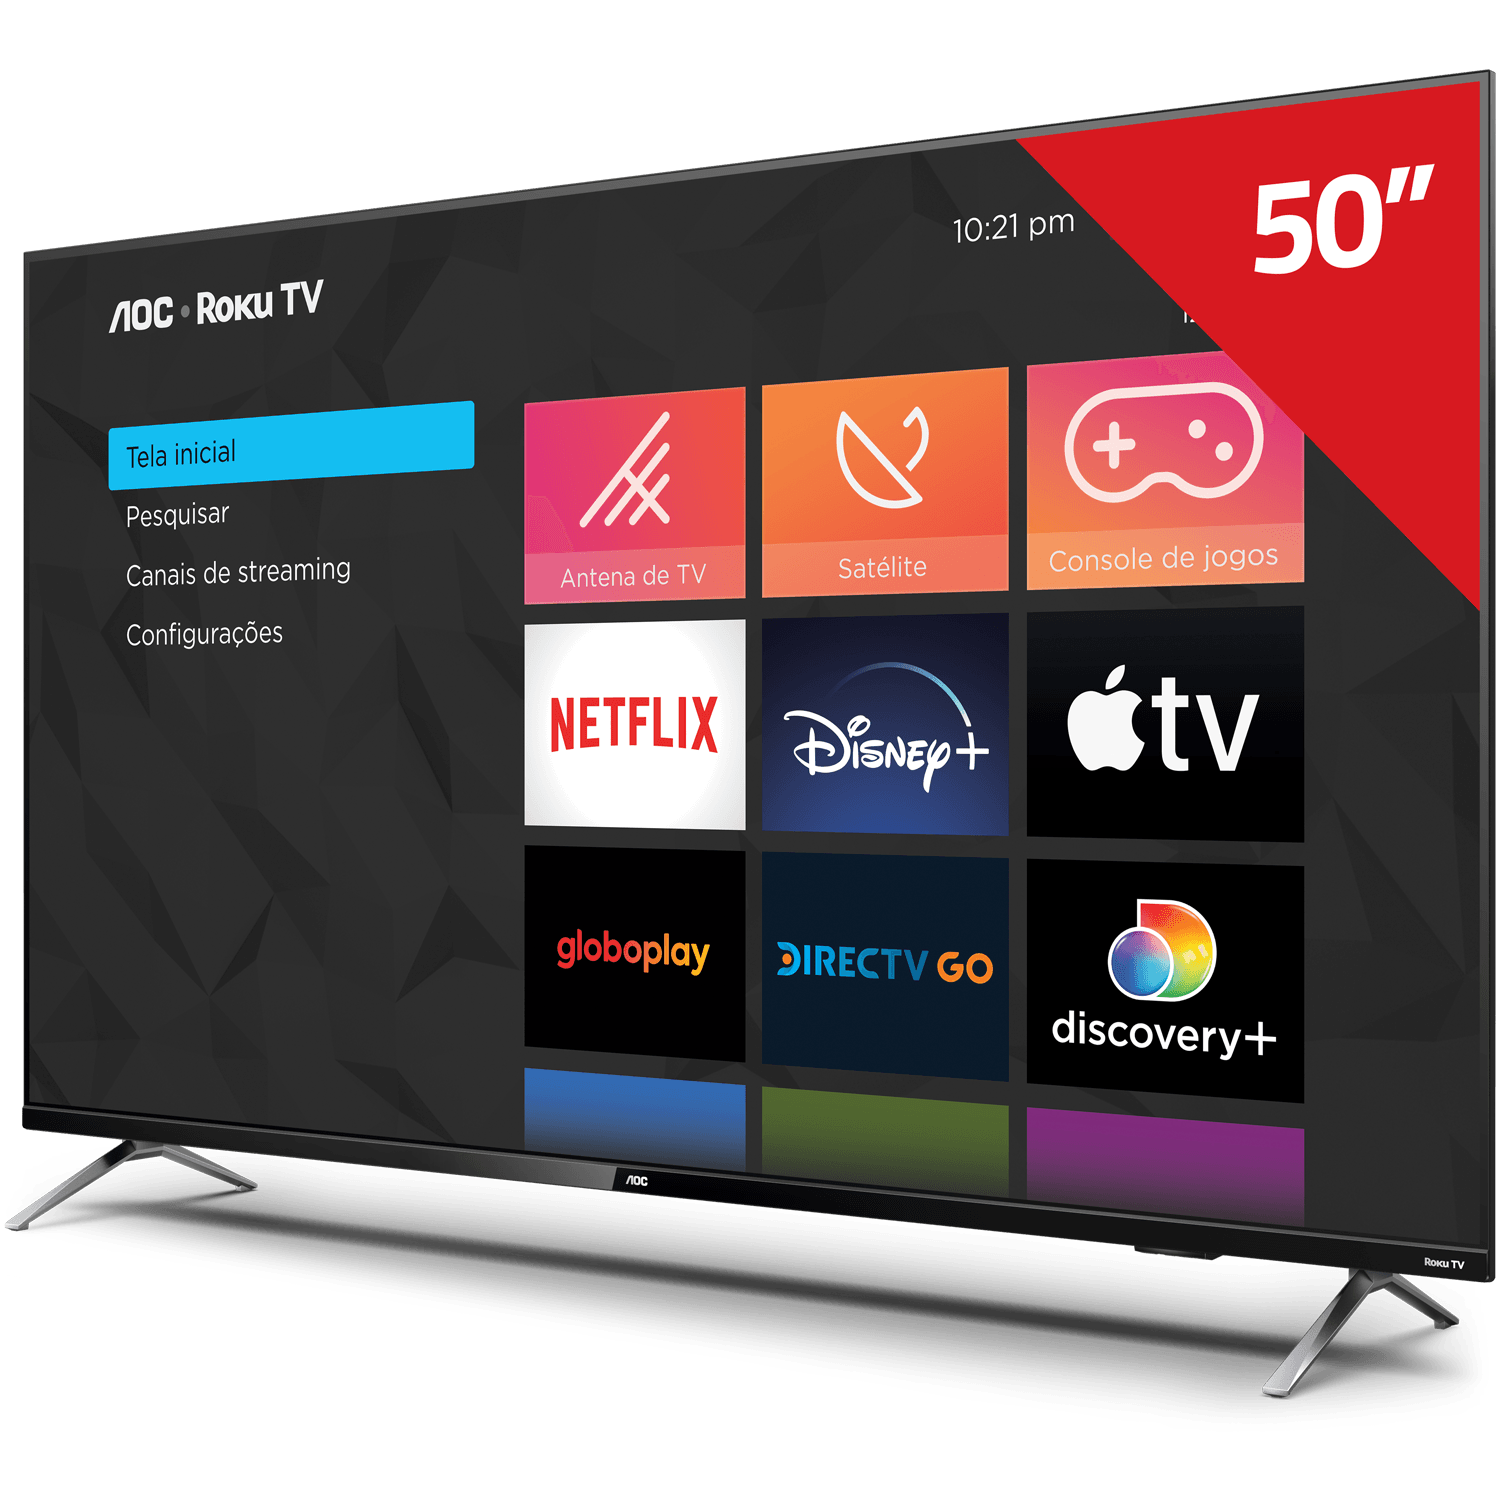 50”
10:21 pm
AOC • Roku TV
Tela inicial
Pesquisar
Canais de streaming
Configurações
Antena de TV
Satélite
Console de jogos
NETFLIX
Disney+
tv
globoplay
DIRECTV GO
discovery+
AOC
Roku TV